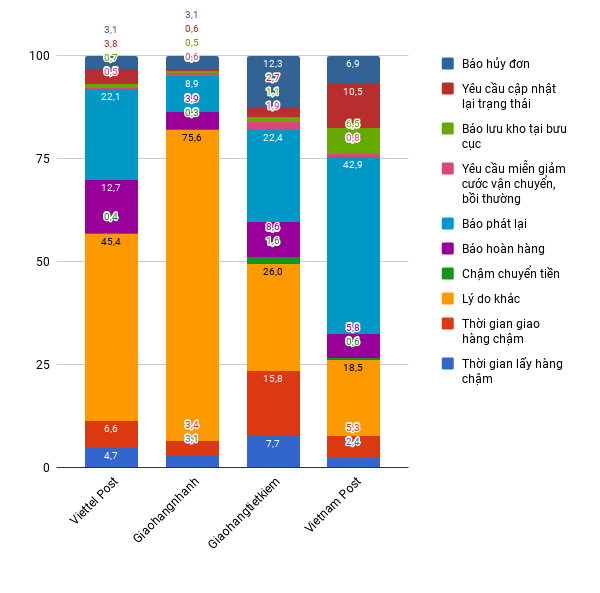 3,1
3,1
3,8
0,6
0,7
0,5
0,5
0,6
100
75
50
25
0
22,1
12,7
0,4
45,4
6,6
4,7
8,9
3,9
0,3
75,6
3,4
3,1
12,3
2,7
1,1
1,9
22,4
8,6
1,6
26,0
15,8
7,7
6,9
10,5
6,5
0,8
42,9
5,8
0,6
18,5
5,3
2,4
Viettel Post
Giaohangnhanh
Giaohangtietkiem
Vietnam Post
Báo hủy đơn
Yêu cầu cập nhật
lại trạng thái
Báo lưu kho tại bưu
cục
Yêu cầu miễn giảm
cước vận chuyển,
bồi thường
Báo phát lại
Báo hoàn hàng
Chậm chuyển tiền
Lý do khác
Thời gian giao
hàng chậm
Thời gian lấy hàng
chậm